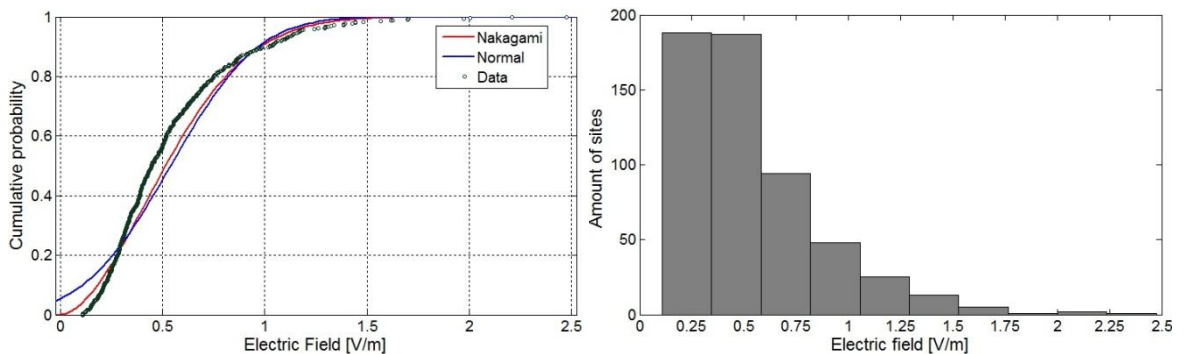 Cumulative probability
1
0.8
0.6
0.4
0.2
0
0 0.5 1 1.5 2 2.5
Electric Field [V/m]
Nakagami
Normal
Data
Amount of sites
200
150
100
50
0
0 0.25 0.5 0.75 1 1.25 1.5 1.75 2 2.25 2.5
Electric field [V/m]